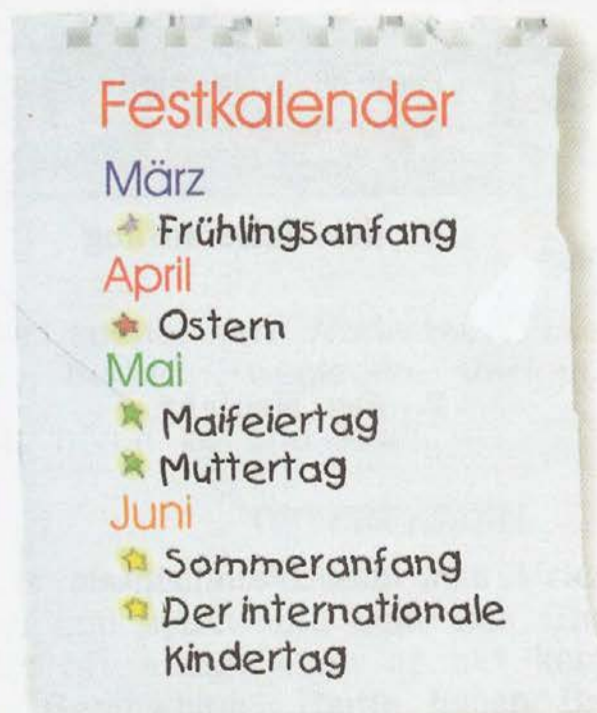 Festkalender
März
Frühlingsanfang
April
Ostern
Mai
Maifeiertag
Muttertag
Juni
Sommeranfang
Der internationale
Kindertag